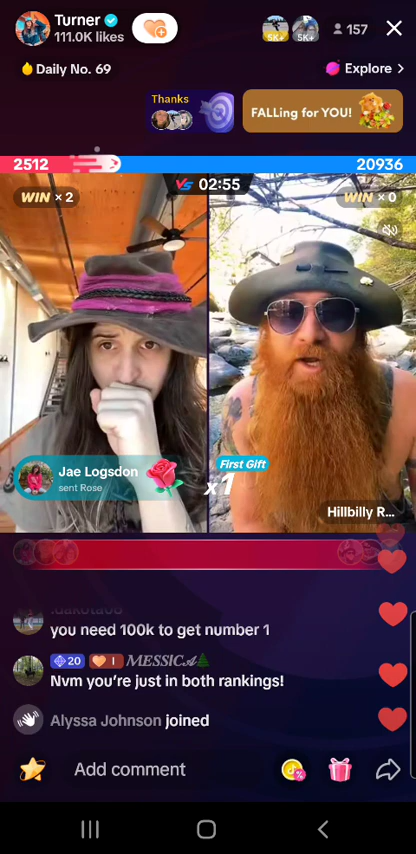 Turner
111.0K likes
5K+ 5K+
157
Daily No. 69
Explore >
Thanks
FALLing for YOU!
2512
20936
VS 02:55
WIN × 2
WIN × 0
Jae Logsdon
sent Rose
First Gift
x1
Hillbilly R...
you need 100k to get number 1
20 I MESSICA
Nvm you're just in both rankings!
Alyssa Johnson joined
Add comment